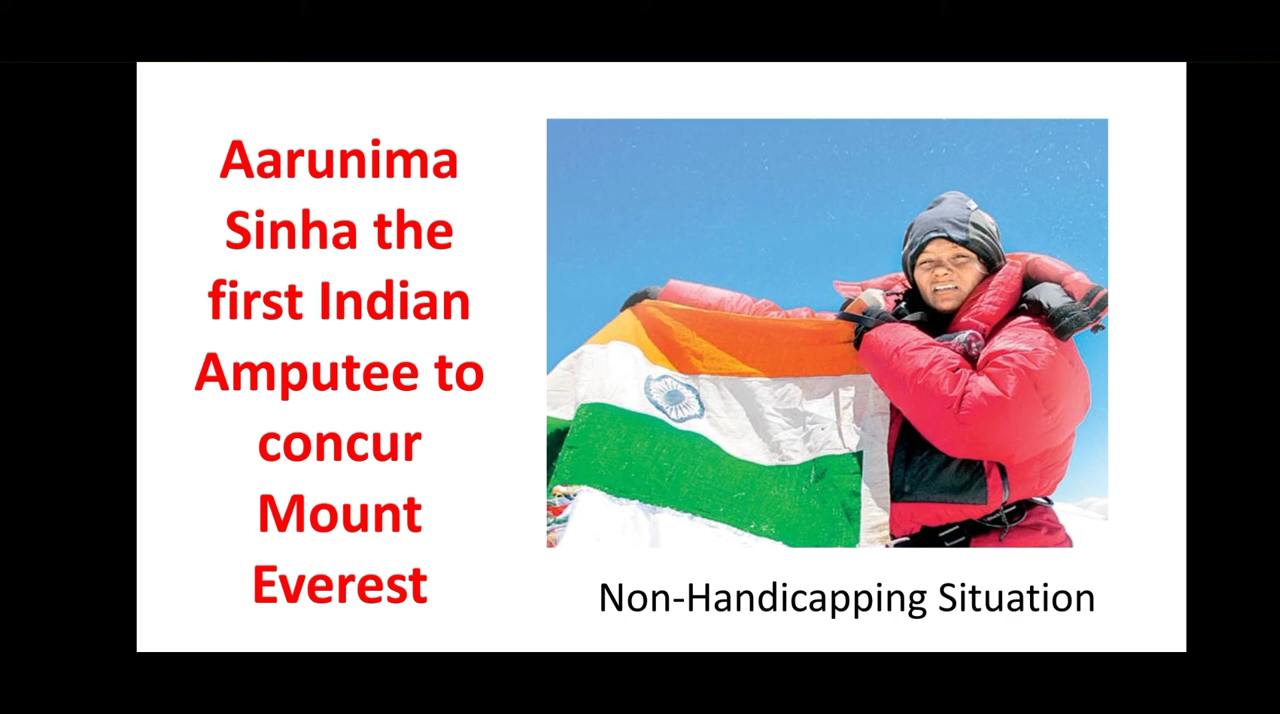 Aarunima
Sinha the
first Indian
Amputee to
concur
Mount
Everest
Non-Handicapping Situation